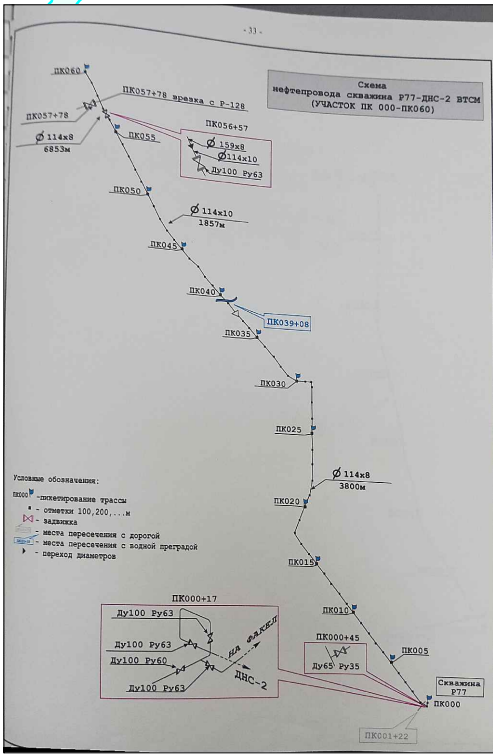 - 33 -
Схема
нефтепровода скважина Р77-ДНС-2 ВТСМ
(УЧАСТОК ПК 000-ПК060)
ПК060
ПК057+78 врезка с Р-128
ПК057+78
Ø 114x8
6853м
ПК055
ПК056+57
Ø 159x8
Ø114x10
Ду100 Ру63
ПК050
Ø 114x10
1857м
ПК045
ПК040
ПК039+08
ПК035
ПК030
ПК025
Ø 114x8
3800м
ПК020
ПК015
ПК010
ПК005
Условные обозначения:
ПК000 -пикетирование трассы
- отметки 100,200,...м
- задвижка
- места пересечения с дорогой
- места пересечения с водной преградой
- переход диаметров
ПК000+17
Ду100 Ру63
Ду100 Ру63
Ду100 Ру60
Ду100 Ру63
НА ФАКЕЛ
ДНС-2
ПК000+45
Ду65 Ру35
Скважина
Р77
ПК000
ПК001+22